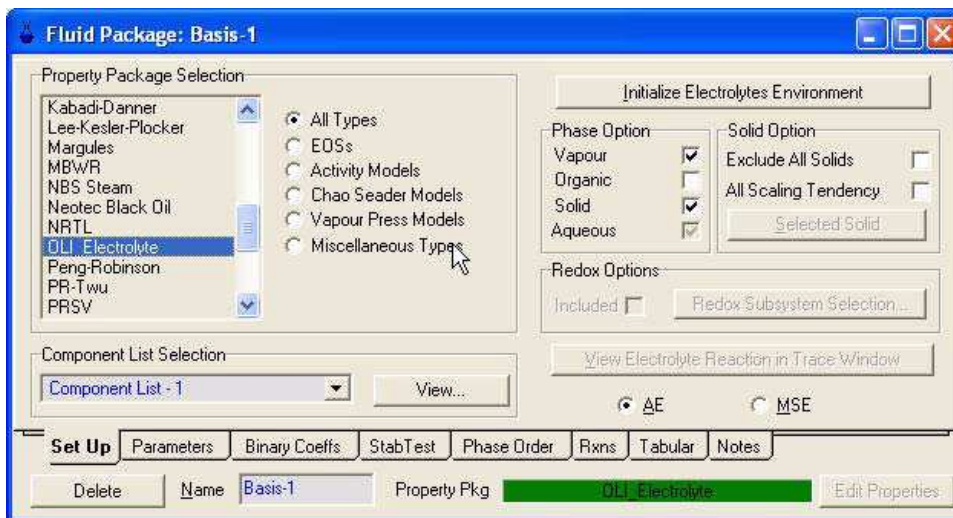 Fluid Package: Basis-1
Property Package Selection
Kabadi-Danner
Lee-Kesler-Plocker
Margules
MBWR
NBS Steam
Neotec Black Oil
NRTL
OLI_Electrolyte
Peng-Robinson
PR-Twu
PRSV
All Types
EOSs
Activity Models
Chao Seader Models
Vapour Press Models
Miscellaneous Types
Initialize Electrolytes Environment
Phase Option
Vapour
Organic
Solid
Aqueous
Solid Option
Exclude All Solids
All Scaling Tendency
Selected Solid
Redox Options
Included
Redox Subsystem Selection...
Component List Selection
Component List - 1
View...
View Electrolyte Reaction in Trace Window
AE
MSE
Set Up
Parameters
Binary Coeffs
StabTest
Phase Order
Rxns
Tabular
Notes
Delete
Name
Basis-1
Property Pkg
OLI_Electrolyte
Edit Properties